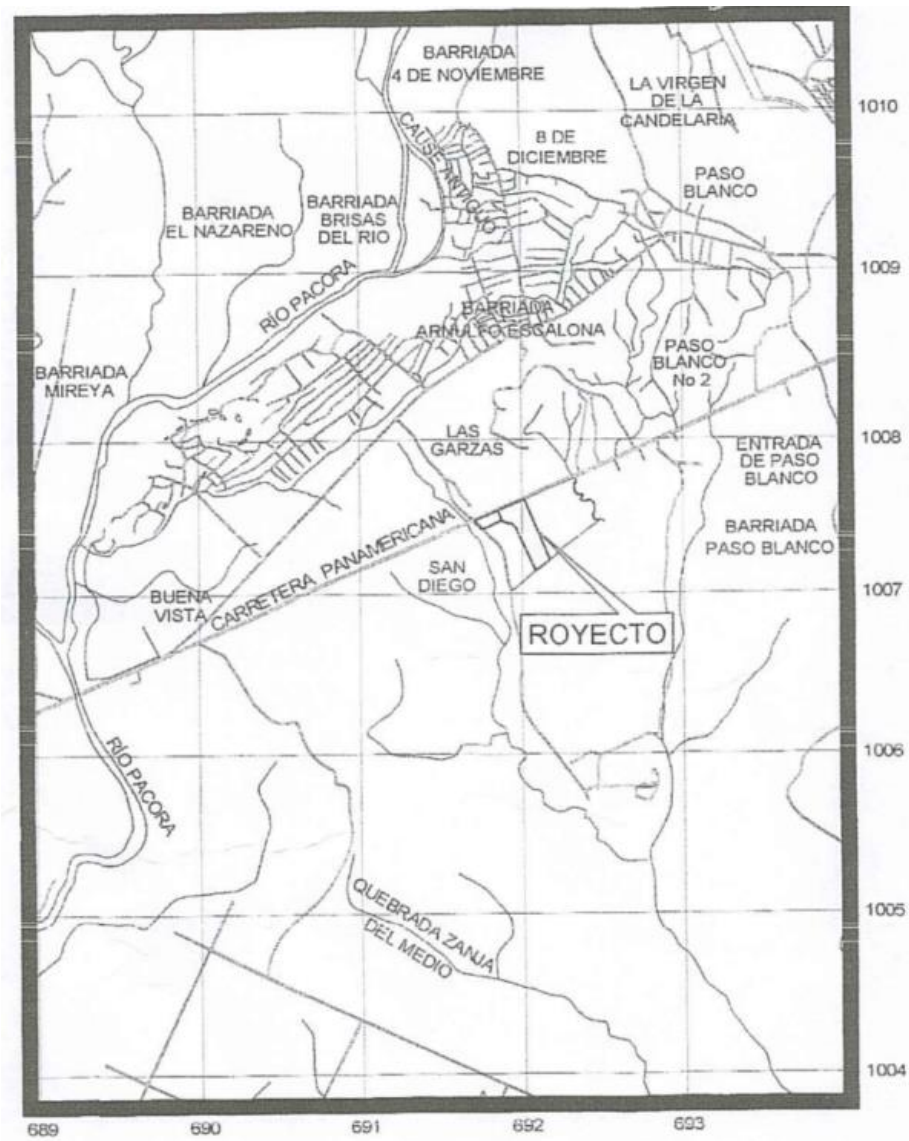 BARRIADA
4 DE NOVIEMBRE
LA VIRGEN
DE LA
CANDELARIA
1010
CAUSE ANTIGUO
8 DE
DICIEMBRE
PASO
BLANCO
BARRIADA
EL NAZARENO
BARRIADA
BRISAS
DEL RIO
1009
RÍO PACORA
BARRIADA
ARNULFO ESCALONA
PASO
BLANCO
No 2
BARRIADA
MIREYA
1008
LAS
GARZAS
ENTRADA
DE PASO
BLANCO
BARRIADA
PASO BLANCO
CARRETERA PANAMERICANA
SAN
DIEGO
1007
BUENA
VISTA
ROYECTO
1006
RÍO PACORA
1005
QUEBRADA ZANJA
DEL MEDIO
1004
689 690 691 692 693